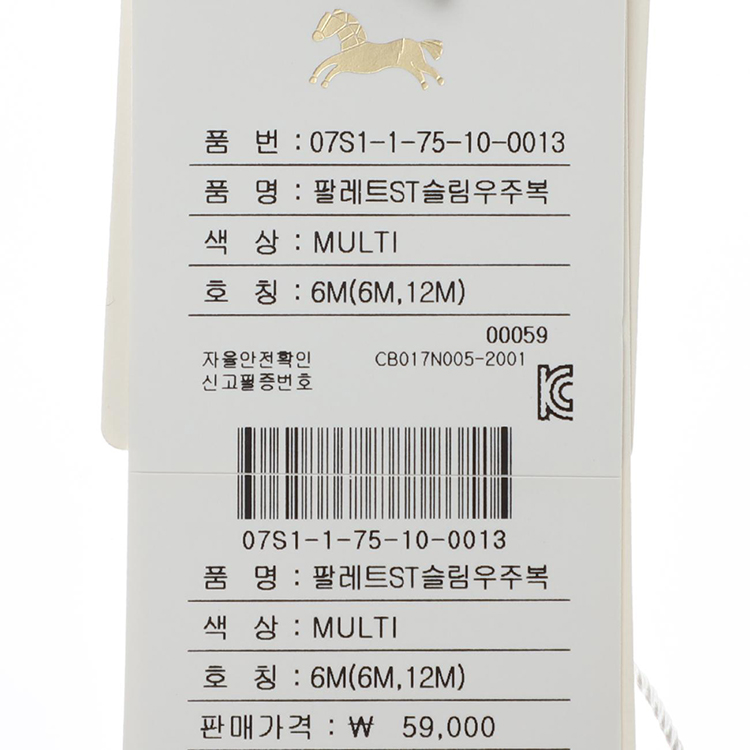 품 번 : 07S1-1-75-10-0013
품 명 : 팔레트ST슬림우주복
색 상 : MULTI
호 칭 : 6M(6M,12M)
00059
자율안전확인 CB017N005-2001
신고필증번호
07S1-1-75-10-0013
품 명 : 팔레트ST슬림우주복
색 상 : MULTI
호 칭 : 6M(6M,12M)
판매가격 : ₩ 59,000